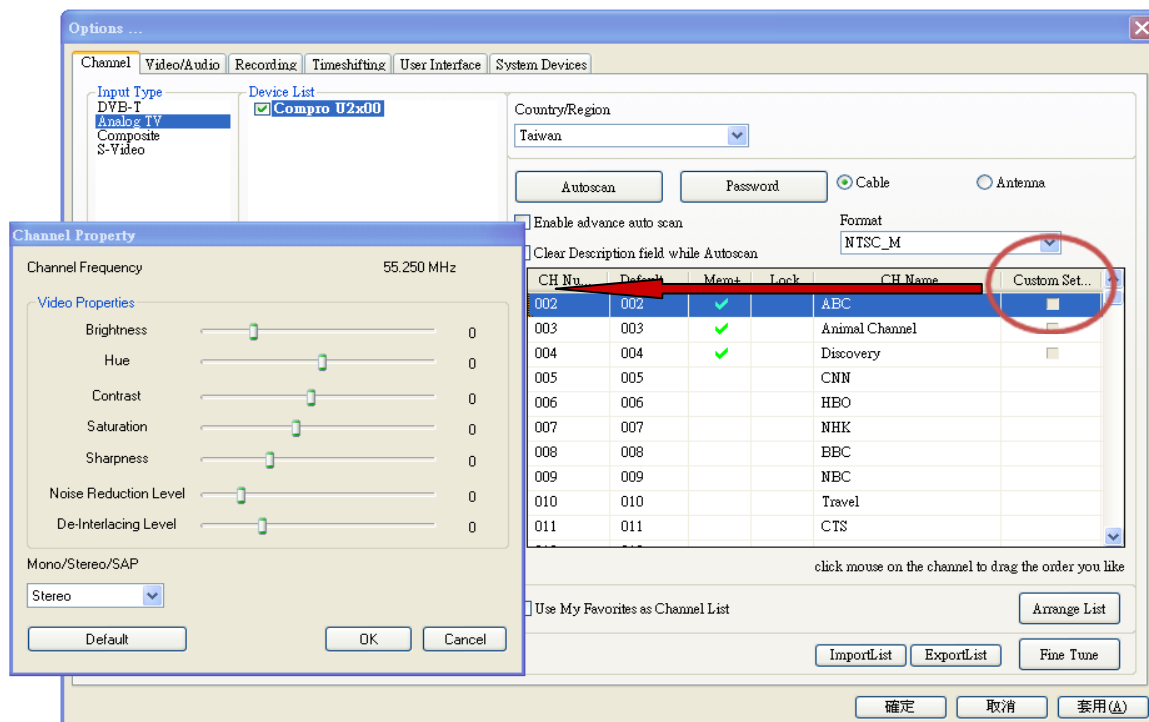 Options ...
Channel Video/Audio Recording Timeshifting User Interface System Devices
Input Type
DVB-T
Analog TV
Composite
S-Video
Device List
Compro U2x00
Country/Region
Taiwan
Autoscan Password Cable Antenna
Enable advance auto scan
Clear Description field while Autoscan
Format
NTSC_M
CH Nu... Default Mem+ Lock CH Name Custom Set...
002 002 ABC
003 003 Animal Channel
004 004 Discovery
005 005 CNN
006 006 HBO
007 007 NHK
008 008 BBC
009 009 NBC
010 010 Travel
011 011 CTS
click mouse on the channel to drag the order you like
Use My Favorites as Channel List
Arrange List
ImportList ExportList Fine Tune
確定 取消 套用(A)
Channel Property
Channel Frequency 55.250 MHz
Video Properties
Brightness 0
Hue 0
Contrast 0
Saturation 0
Sharpness 0
Noise Reduction Level 0
De-Interlacing Level 0
Mono/Stereo/SAP
Stereo
Default OK Cancel